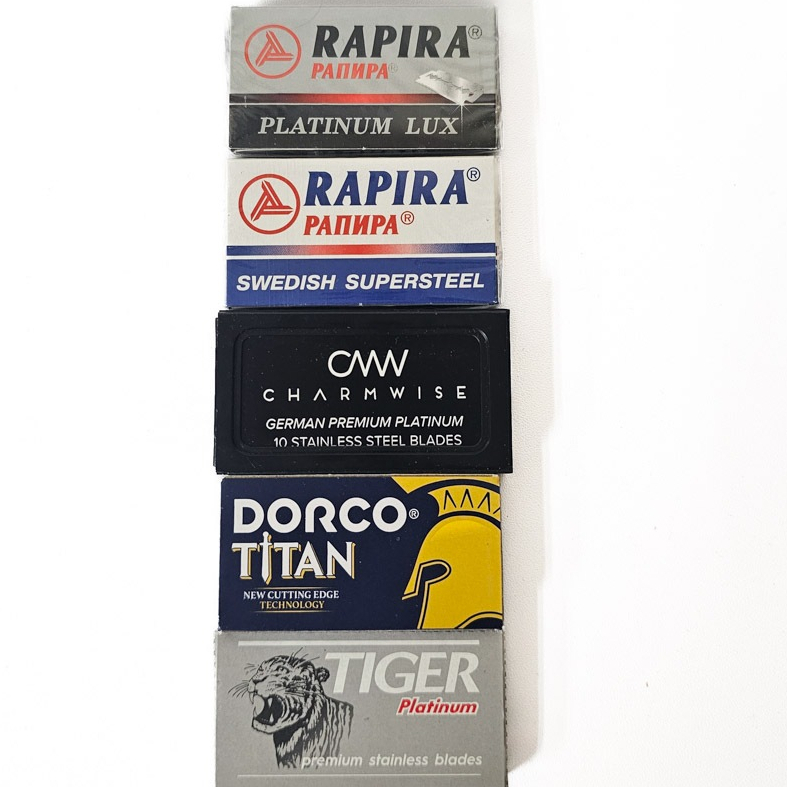 RAPIRA®
РАПИРА®
PLATINUM LUX
RAPIRA®
РАПИРА®
SWEDISH SUPERSTEEL
CMW
CHARMWISE
GERMAN PREMIUM PLATINUM
10 STAINLESS STEEL BLADES
DORCO®
TITAN
NEW CUTTING EDGE
TECHNOLOGY
TIGER
Platinum
premium stainless blades